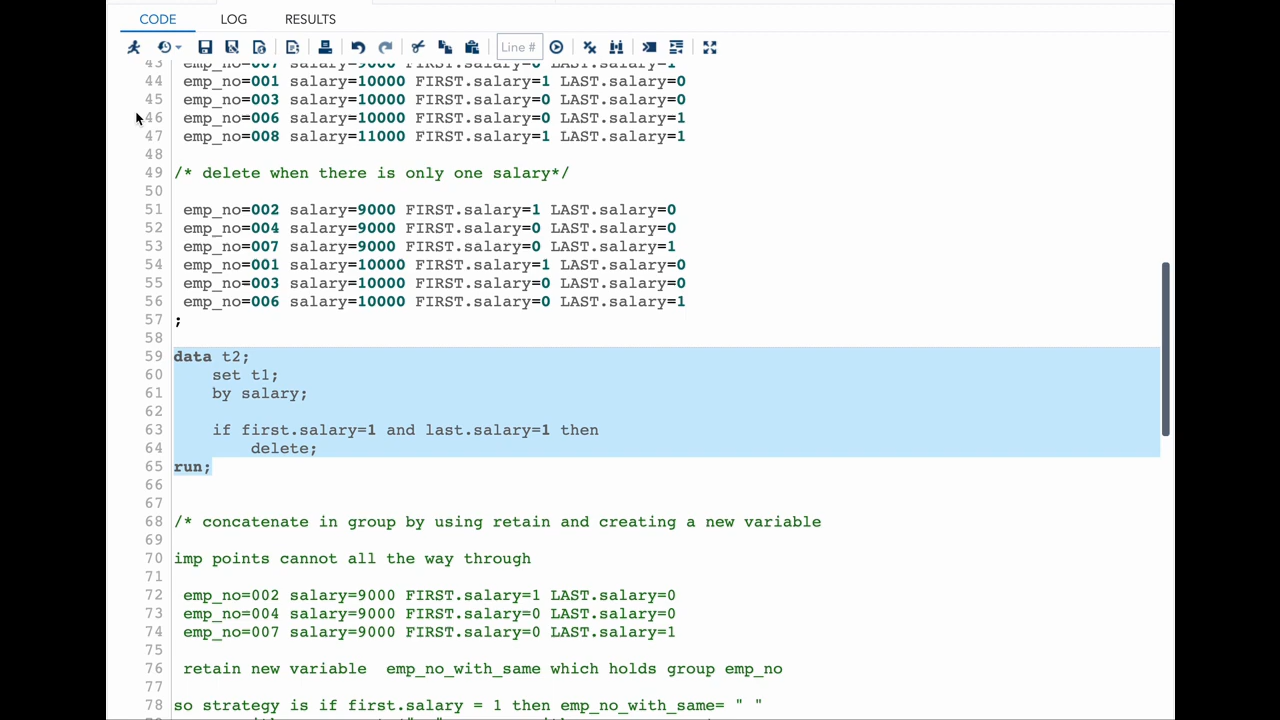 CODE LOG RESULTS
Line #
43 emp_no=007 salary=9000 FIRST.salary=0 LAST.salary=1
44 emp_no=001 salary=10000 FIRST.salary=1 LAST.salary=0
45 emp_no=003 salary=10000 FIRST.salary=0 LAST.salary=0
46 emp_no=006 salary=10000 FIRST.salary=0 LAST.salary=1
47 emp_no=008 salary=11000 FIRST.salary=1 LAST.salary=1
48
49 /* delete when there is only one salary*/
50
51 emp_no=002 salary=9000 FIRST.salary=1 LAST.salary=0
52 emp_no=004 salary=9000 FIRST.salary=0 LAST.salary=0
53 emp_no=007 salary=9000 FIRST.salary=0 LAST.salary=1
54 emp_no=001 salary=10000 FIRST.salary=1 LAST.salary=0
55 emp_no=003 salary=10000 FIRST.salary=0 LAST.salary=0
56 emp_no=006 salary=10000 FIRST.salary=0 LAST.salary=1
57 ;
58
59 data t2;
60 set t1;
61 by salary;
62
63 if first.salary=1 and last.salary=1 then
64 delete;
65 run;
66
67
68 /* concatenate in group by using retain and creating a new variable
69
70 imp points cannot all the way through
71
72 emp_no=002 salary=9000 FIRST.salary=1 LAST.salary=0
73 emp_no=004 salary=9000 FIRST.salary=0 LAST.salary=0
74 emp_no=007 salary=9000 FIRST.salary=0 LAST.salary=1
75
76 retain new variable emp_no_with_same which holds group emp_no
77
78 so strategy is if first.salary = 1 then emp_no_with_same= " "